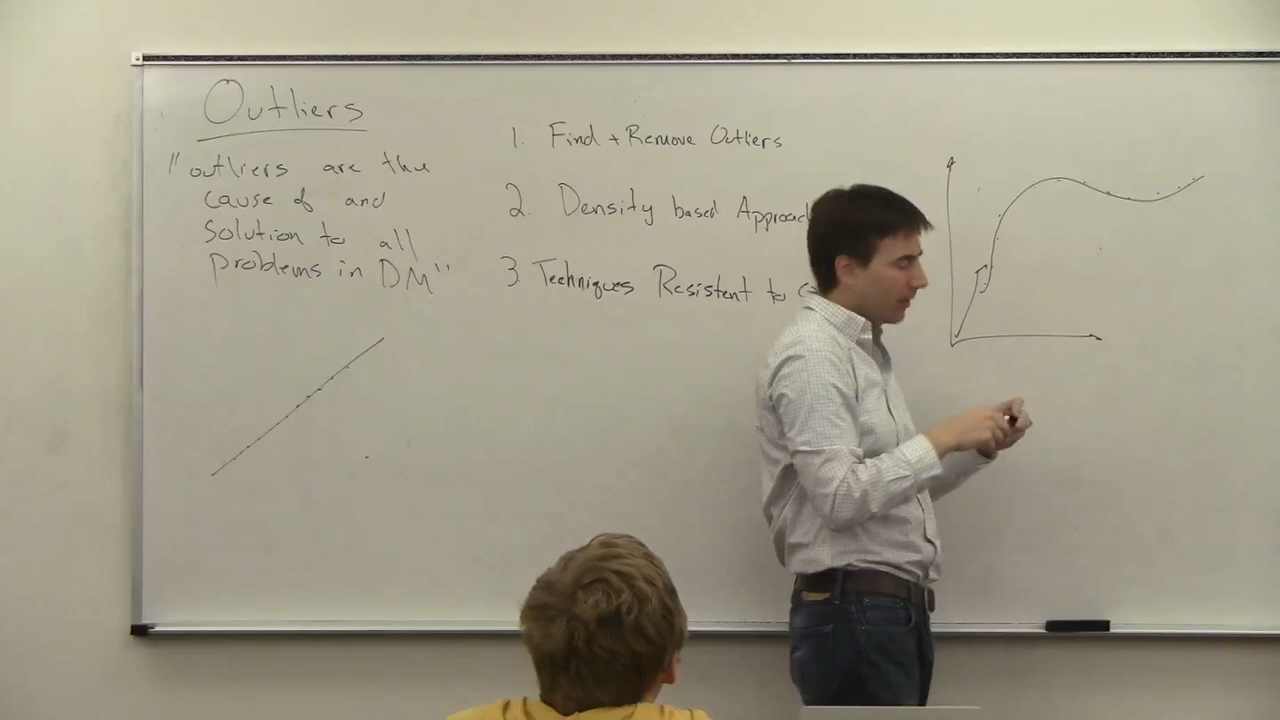 Outliers
"outliers are the
cause of and
solution to all
problems in DM"
1. Find + Remove Outliers
2. Density based Approac
3 Techniques Resistent to